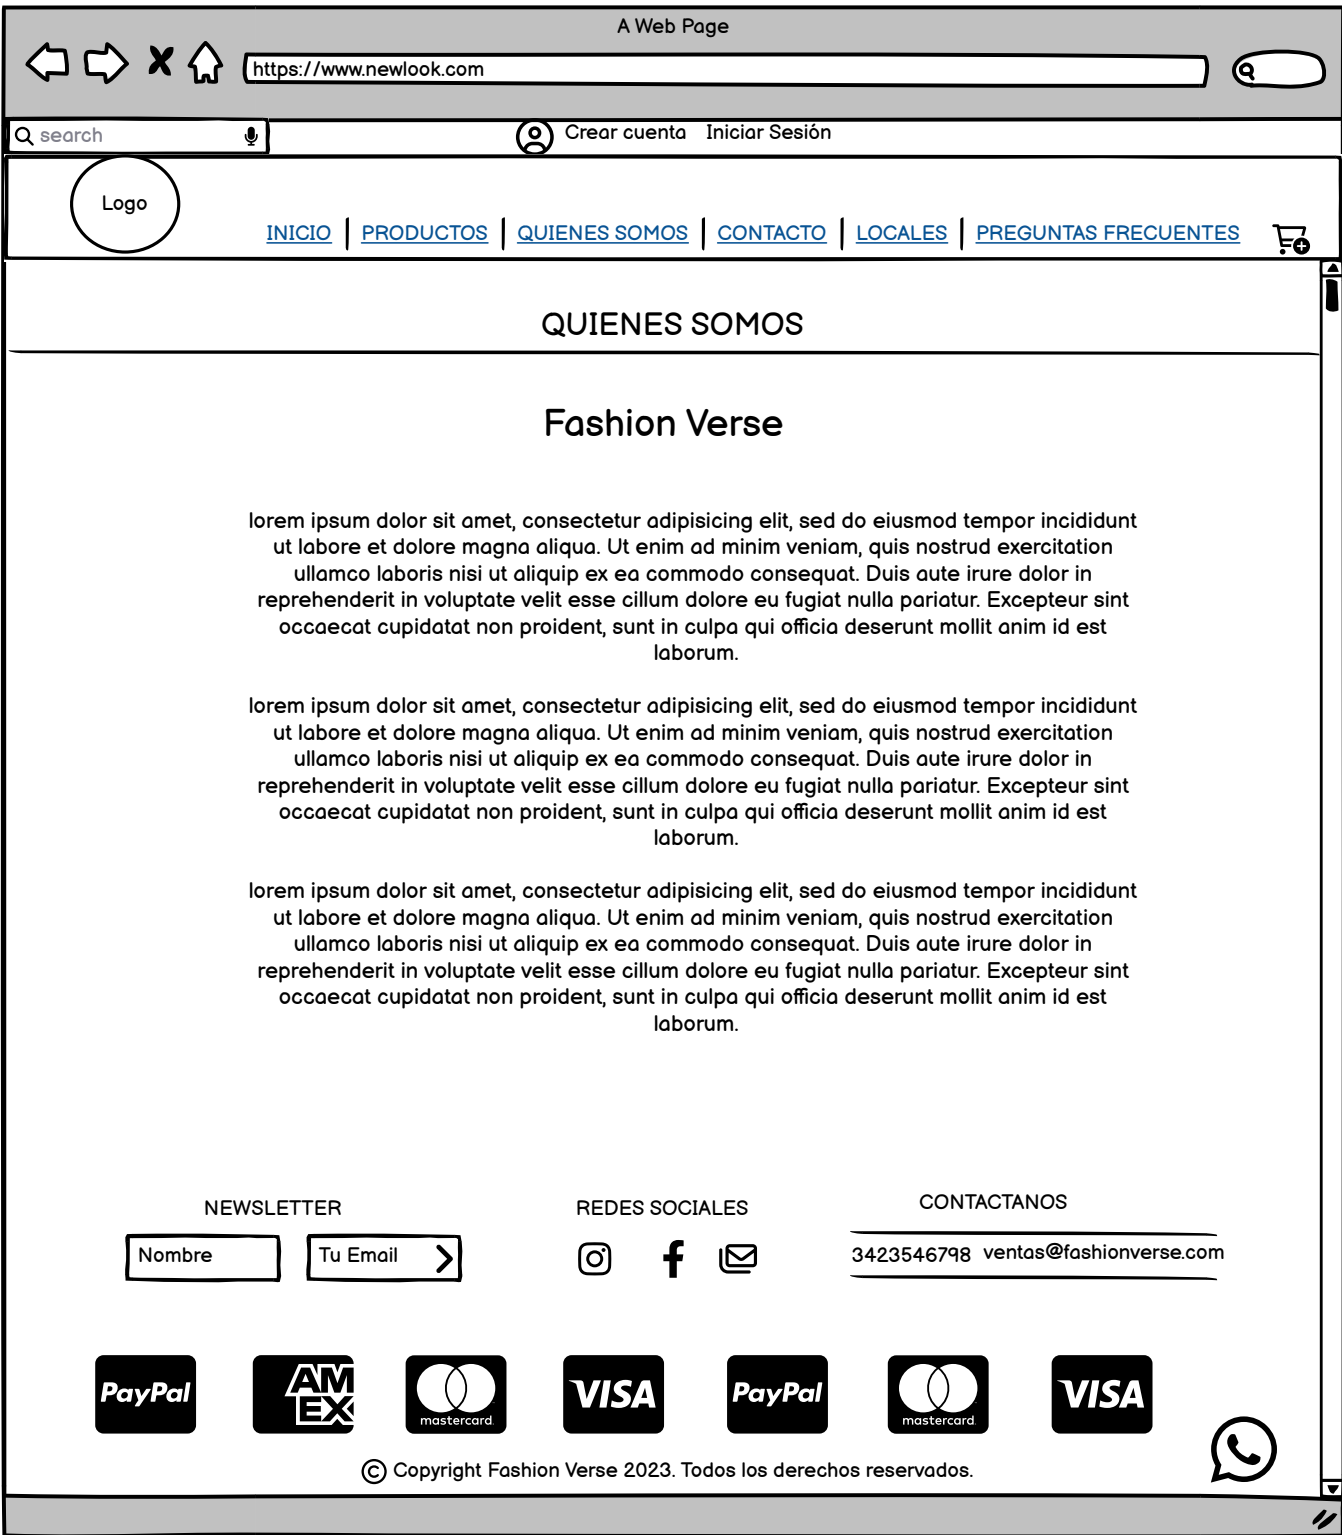 A Web Page
https://www.newlook.com
search
Crear cuenta Iniciar Sesión
Logo
INICIO PRODUCTOS QUIENES SOMOS CONTACTO LOCALES PREGUNTAS FRECUENTES
QUIENES SOMOS
Fashion Verse
lorem ipsum dolor sit amet, consectetur adipisicing elit, sed do eiusmod tempor incididunt
ut labore et dolore magna aliqua. Ut enim ad minim veniam, quis nostrud exercitation
ullamco laboris nisi ut aliquip ex ea commodo consequat. Duis aute irure dolor in
reprehenderit in voluptate velit esse cillum dolore eu fugiat nulla pariatur. Excepteur sint
occaecat cupidatat non proident, sunt in culpa qui officia deserunt mollit anim id est
laborum.
lorem ipsum dolor sit amet, consectetur adipisicing elit, sed do eiusmod tempor incididunt
ut labore et dolore magna aliqua. Ut enim ad minim veniam, quis nostrud exercitation
ullamco laboris nisi ut aliquip ex ea commodo consequat. Duis aute irure dolor in
reprehenderit in voluptate velit esse cillum dolore eu fugiat nulla pariatur. Excepteur sint
occaecat cupidatat non proident, sunt in culpa qui officia deserunt mollit anim id est
laborum.
lorem ipsum dolor sit amet, consectetur adipisicing elit, sed do eiusmod tempor incididunt
ut labore et dolore magna aliqua. Ut enim ad minim veniam, quis nostrud exercitation
ullamco laboris nisi ut aliquip ex ea commodo consequat. Duis aute irure dolor in
reprehenderit in voluptate velit esse cillum dolore eu fugiat nulla pariatur. Excepteur sint
occaecat cupidatat non proident, sunt in culpa qui officia deserunt mollit anim id est
laborum.
NEWSLETTER
Nombre Tu Email
REDES SOCIALES
CONTACTANOS
3423546798 ventas@fashionverse.com
PayPal AMEX mastercard VISA PayPal mastercard VISA
© Copyright Fashion Verse 2023. Todos los derechos reservados.